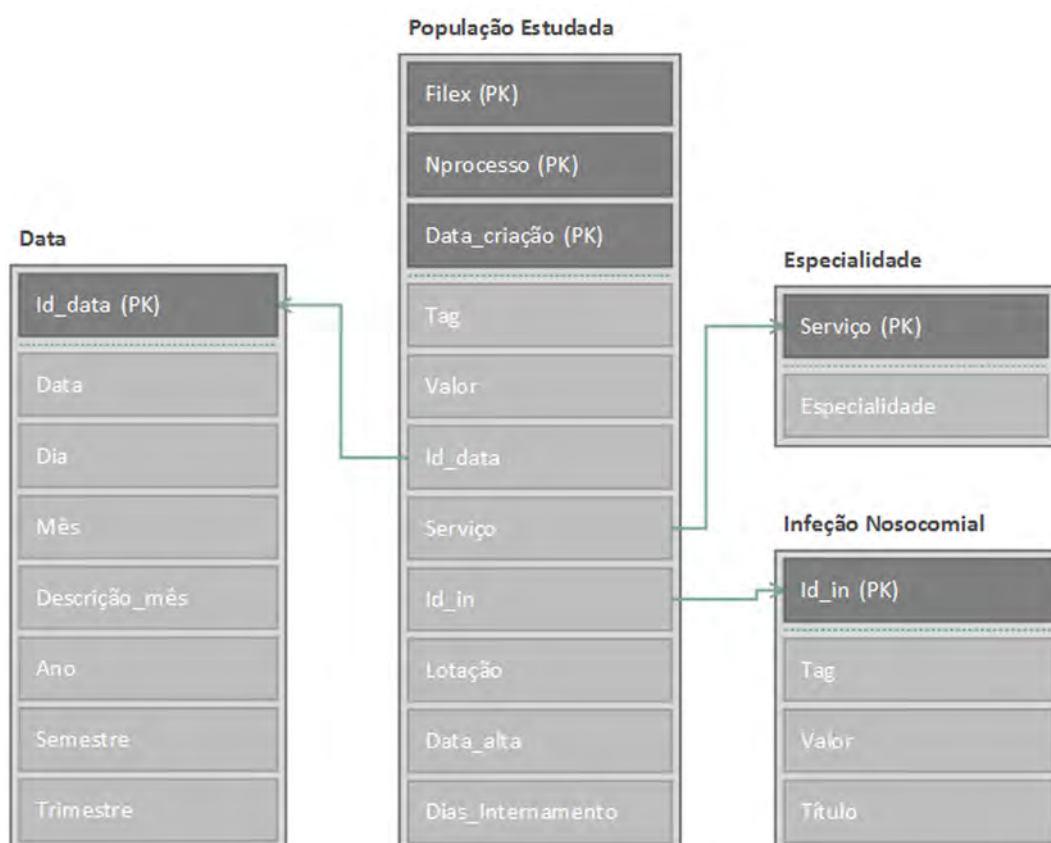 População Estudada
Filex (PK)
Nprocesso (PK)
Data_criação (PK)
Tag
Valor
Id_data
Serviço
Id_in
Lotação
Data_alta
Dias_Internamento
Data
Id_data (PK)
Data
Dia
Mês
Descrição_mês
Ano
Semestre
Trimestre
Especialidade
Serviço (PK)
Especialidade
Infeção Nosocomial
Id_in (PK)
Tag
Valor
Título